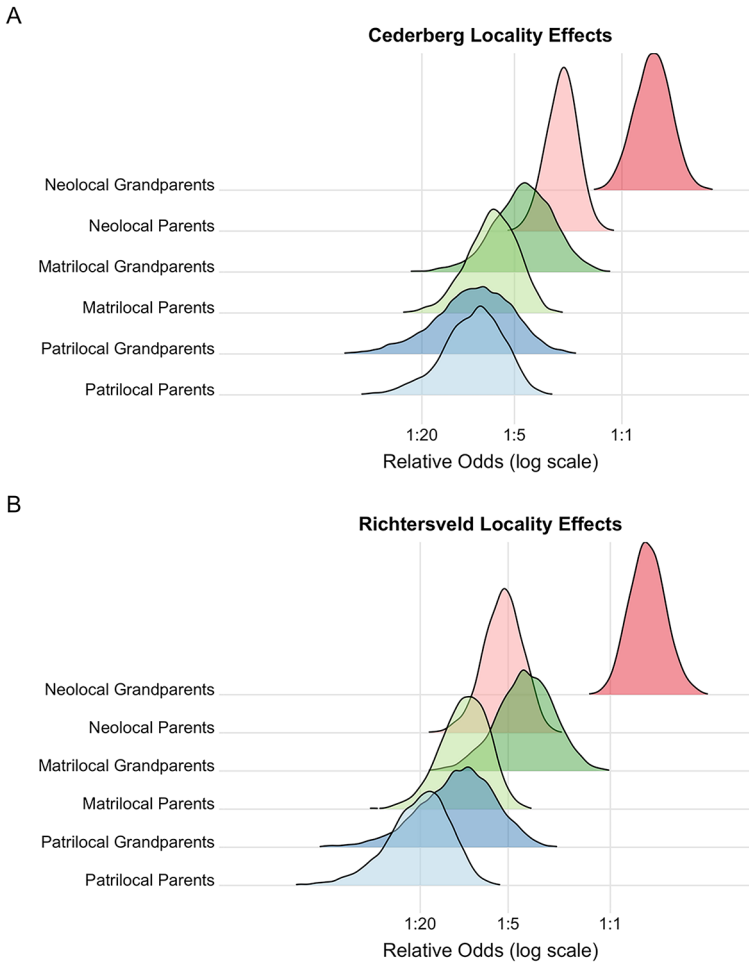 A
Cederberg Locality Effects
Neolocal Grandparents
Neolocal Parents
Matrilocal Grandparents
Matrilocal Parents
Patrilocal Grandparents
Patrilocal Parents
1:20 1:5 1:1
Relative Odds (log scale)
B
Richtersveld Locality Effects
Neolocal Grandparents
Neolocal Parents
Matrilocal Grandparents
Matrilocal Parents
Patrilocal Grandparents
Patrilocal Parents
1:20 1:5 1:1
Relative Odds (log scale)